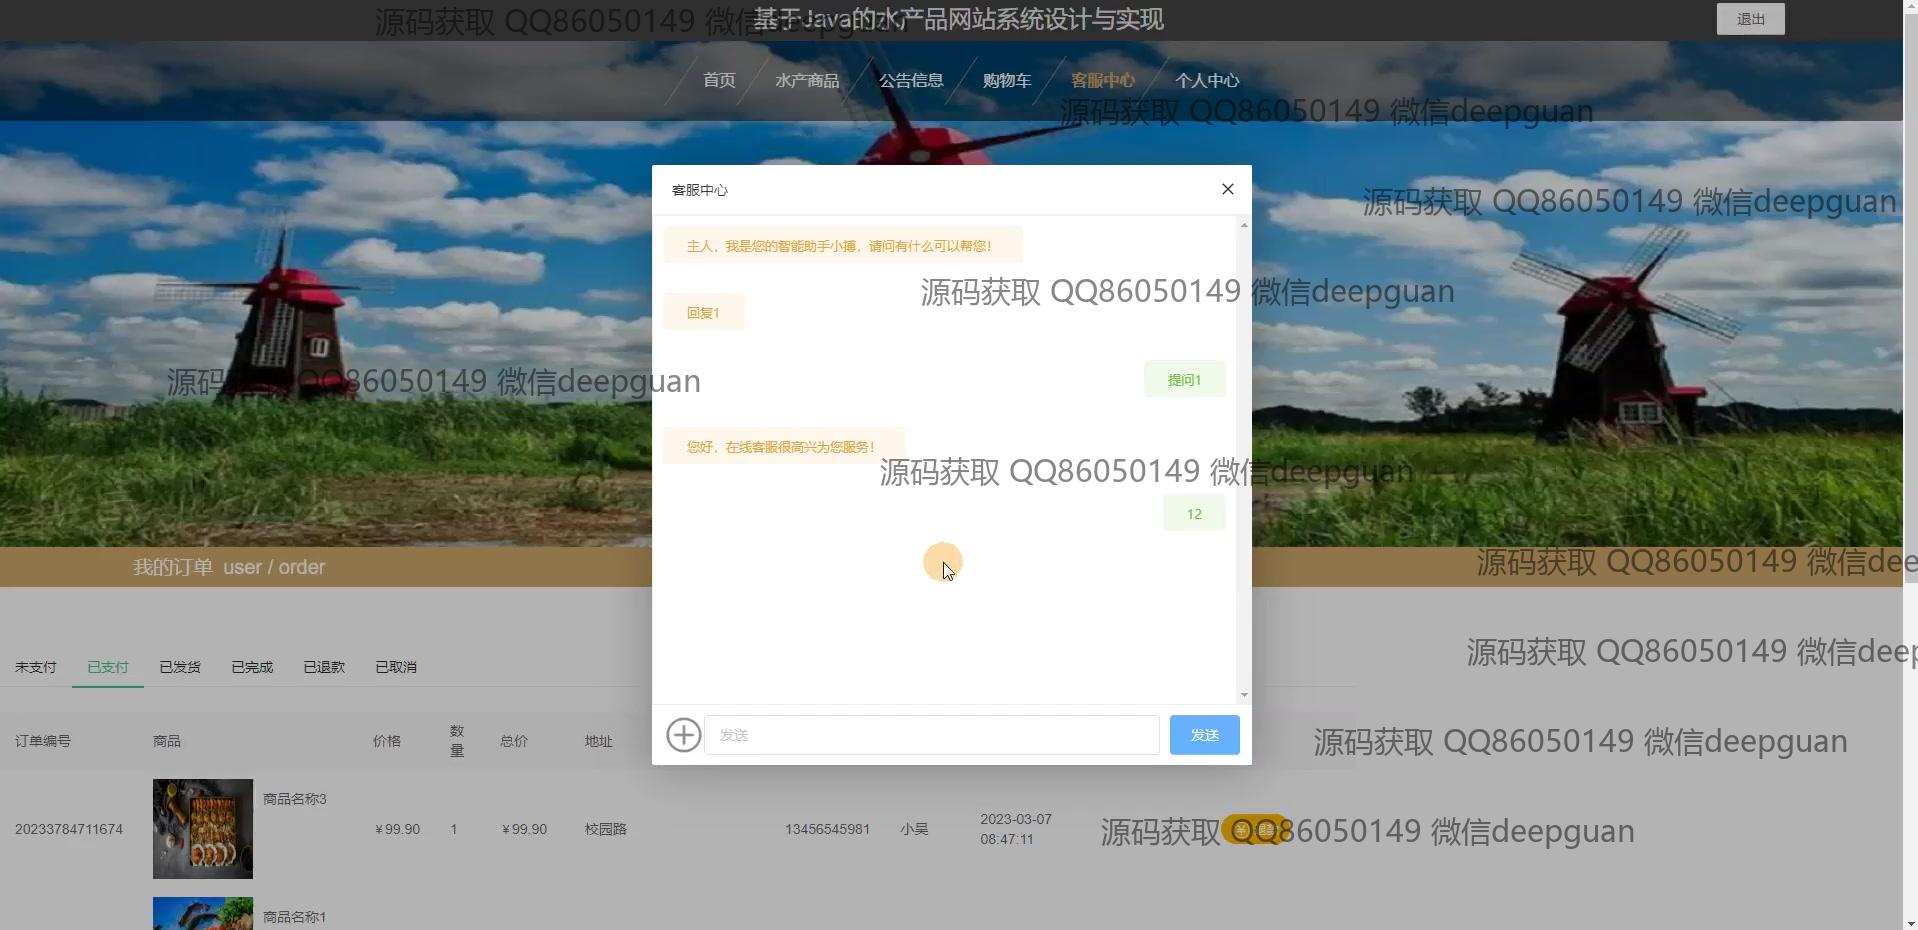 基于Java的水产品网站系统设计与实现
退出
源码获取 QQ86050149 微信
首页 水产商品 公告信息 购物车 客服中心 个人中心
源码获取 QQ86050149 微信deepguan
源码获取 QQ86050149 微信deepguan
客服中心
主人，我是您的智能助手小捕，请问有什么可以帮您！
源码获取 QQ86050149 微信deepguan
回复1
提问1
源码 QQ86050149 微信deepguan
您好，在线客服很高兴为您服务！
源码获取 QQ86050149 微信deepguan
12
我的订单 user / order
源码获取 QQ86050149 微信dee
未支付 已支付 已发货 已完成 已退款 已取消
源码获取 QQ86050149 微信deep
发送 发送
订单编号 商品 价格 数量 总价 地址
源码获取 QQ86050149 微信deepguan
商品名称3
20233784711674 ￥99.90 1 ￥99.90 校园路 13456545981 小吴 2023-03-07
08:47:11
源码获取 QQ86050149 微信deepguan
商品名称1